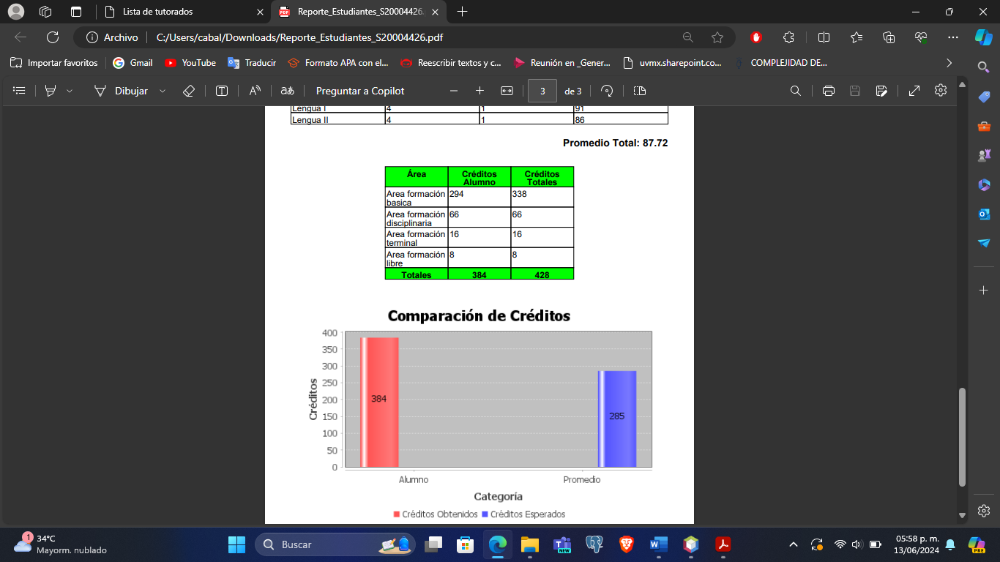 Lista de tutorados
Reporte_Estudiantes_S20004426.
Archivo
C:/Users/cabal/Downloads/Reporte_Estudiantes_S20004426.pdf
Importar favoritos
Gmail
YouTube
Traducir
Formato APA con el...
Reescribir textos y c...
Reunión en _Gener...
uvmx.sharepoint.co...
COMPLEJIDAD DE...
Dibujar
Preguntar a Copilot
3
de 3
Lengua I 4 1 91
Lengua II 4 1 86
Promedio Total: 87.72
Área Créditos Alumno Créditos Totales
Area formación basica 294 338
Area formación disciplinaria 66 66
Area formación terminal 16 16
Area formación libre 8 8
Totales 384 428
Comparación de Créditos
400
350
300
250
200
150
100
50
0
Créditos
384
285
Alumno
Promedio
Categoría
Créditos Obtenidos
Créditos Esperados
1
34°C
Mayorm. nublado
Buscar
NEW
05:58 p. m.
13/06/2024
PRE